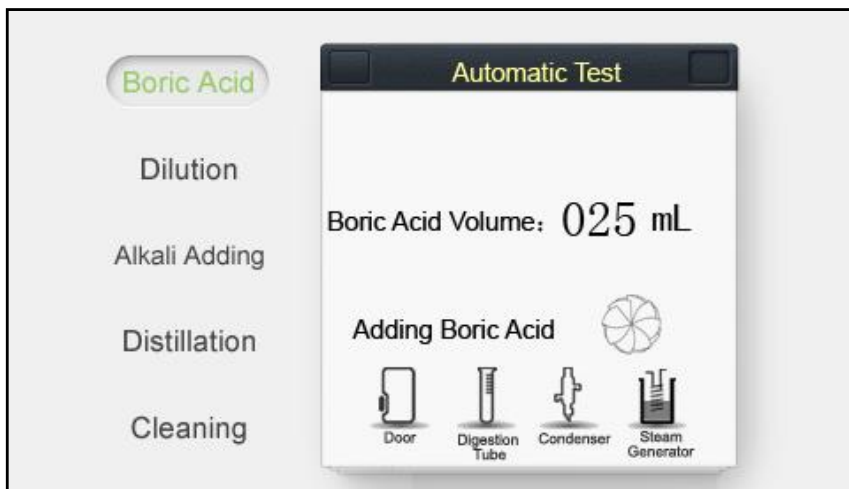 Boric Acid
Dilution
Alkali Adding
Distillation
Cleaning
Automatic Test
Boric Acid Volume: 025 mL
Adding Boric Acid
Door
Digestion
Tube
Condenser
Steam
Generator